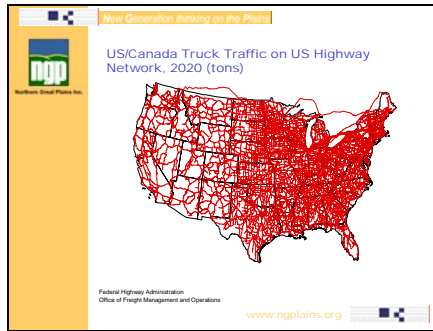 New Generation thinking on the Plains
ngp
Northern Great Plains Inc.
US/Canada Truck Traffic on US Highway
Network, 2020 (tons)
Federal Highway Administration
Office of Freight Management and Operations
www.ngplains.org